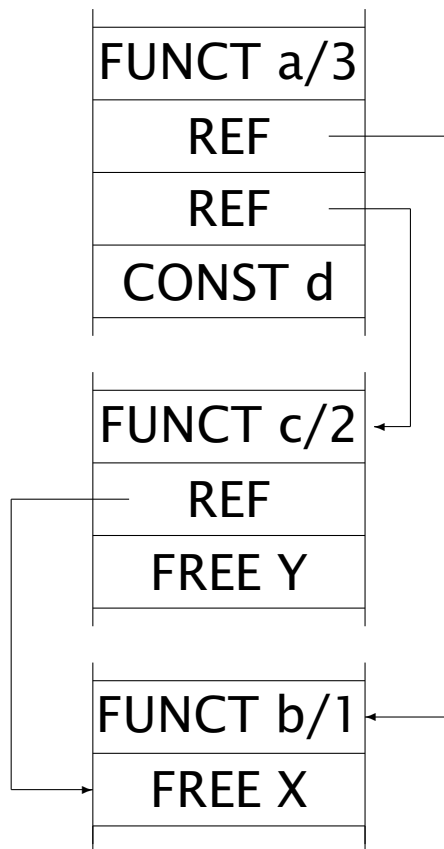 FUNCT a/3
REF
REF
CONST d
FUNCT c/2
REF
FREE Y
FUNCT b/1
FREE X